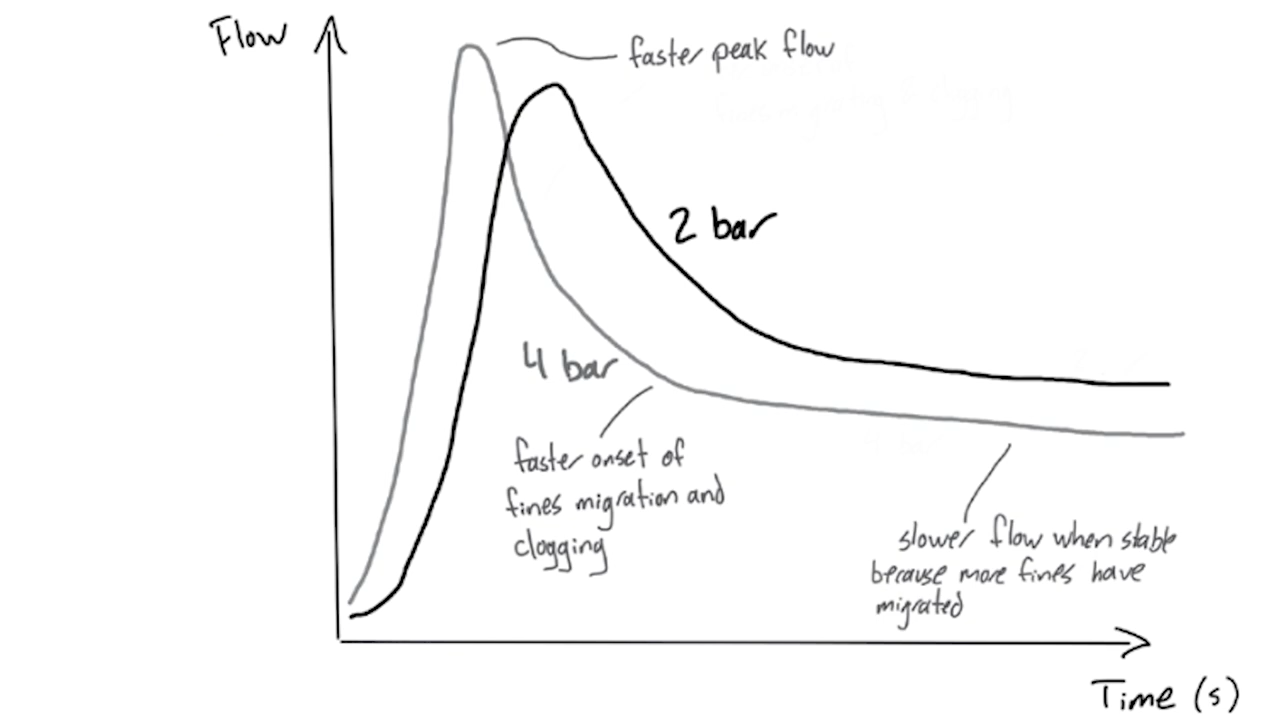 Flow
faster peak flow
2 bar
4 bar
faster onset of
fines migration and
clogging
slower flow when stable
because more fines have
migrated
Time (s)